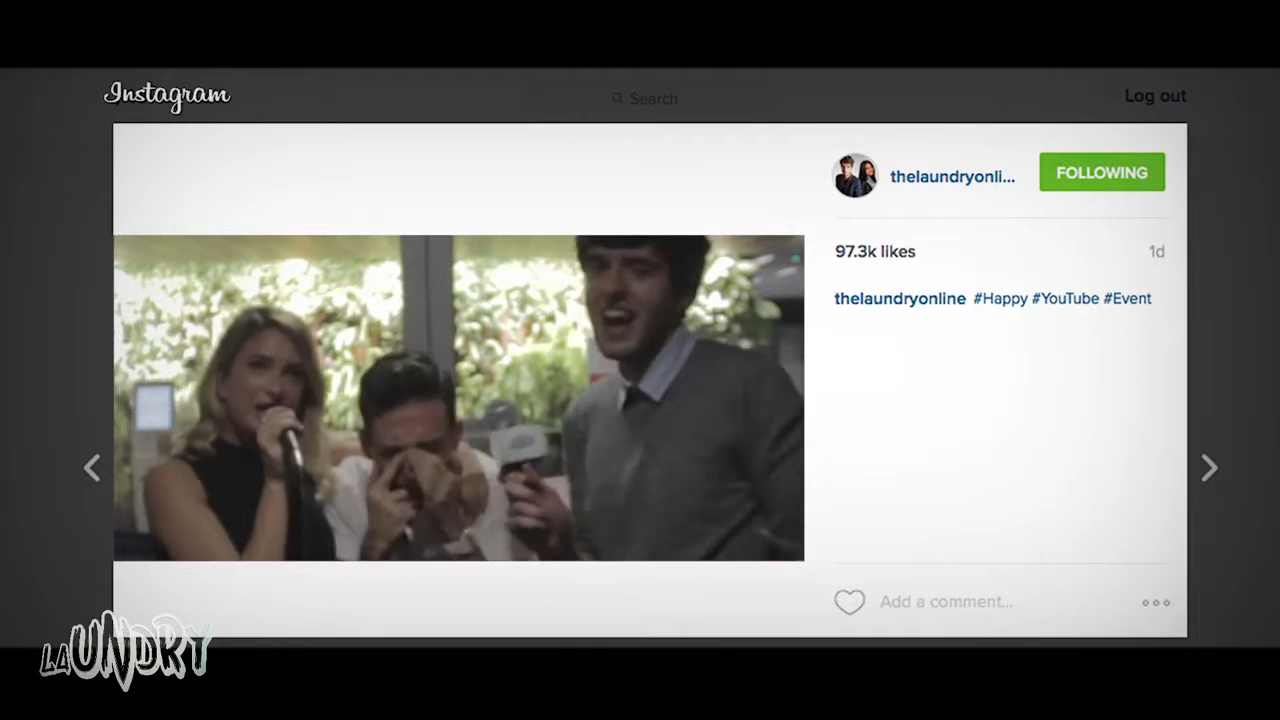 Instagram
Search
Log out
thelaundryonli...
FOLLOWING
97.3k likes
1d
thelaundryonline #Happy #YouTube #Event
Add a comment...
LAUNDRY